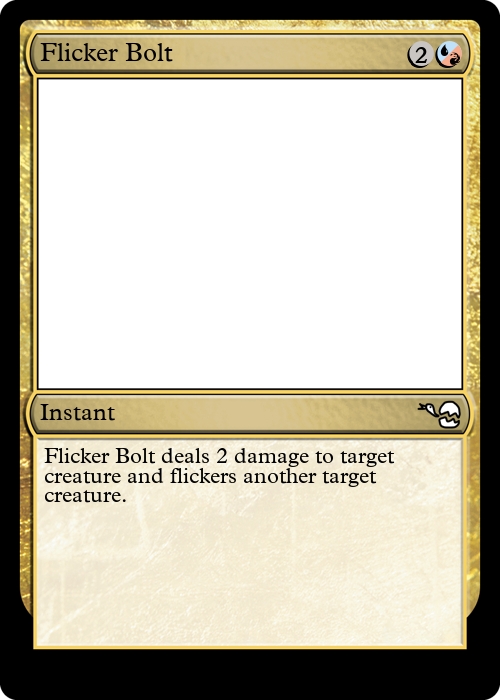 Flicker Bolt 2
Instant
Flicker Bolt deals 2 damage to target
creature and flickers another target
creature.